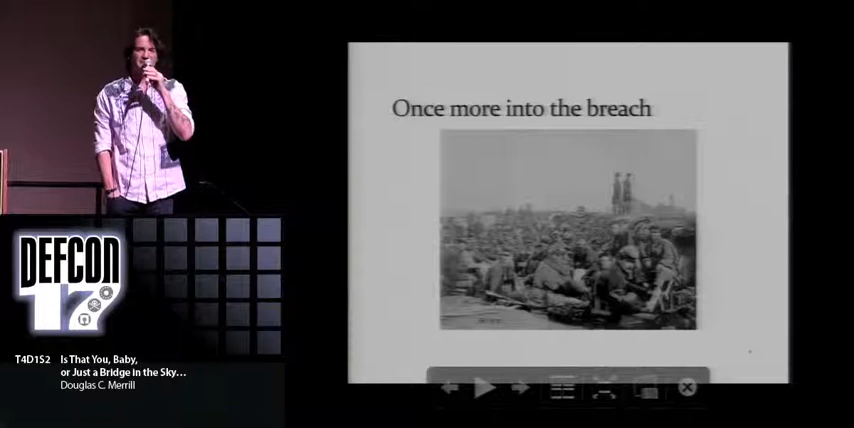 Once more into the breach
DEFCON
17
T4D1S2 Is That You, Baby,
or Just a Bridge in the Sky...
Douglas C. Merrill